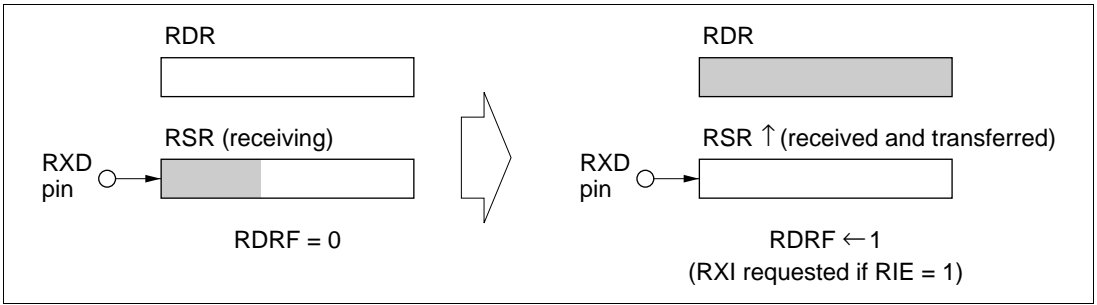 RDR
RSR (receiving)
RXD
pin
RDRF = 0
RDR
RSR ↑ (received and transferred)
RXD
pin
RDRF ← 1
(RXI requested if RIE = 1)